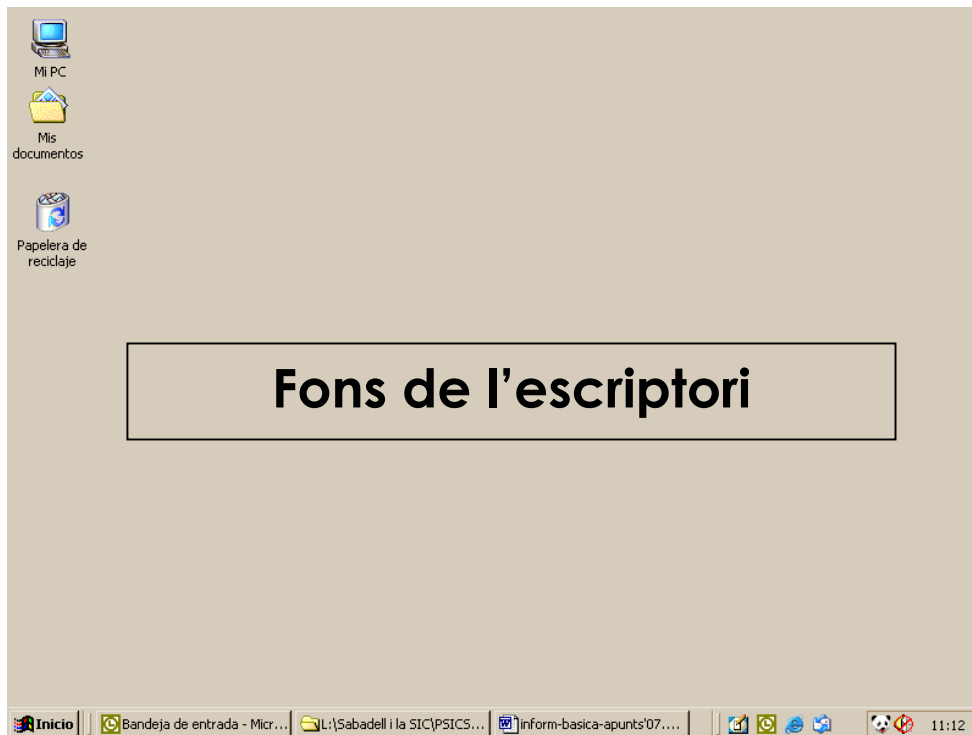 Mi PC
Mis
documentos
Papelera de
reciclaje
Fons de l’escriptori
Inicio Bandeja de entrada - Micr... L:\Sabadell i la SIC\PSICS... inform-basica-apunts'07.... 11:12